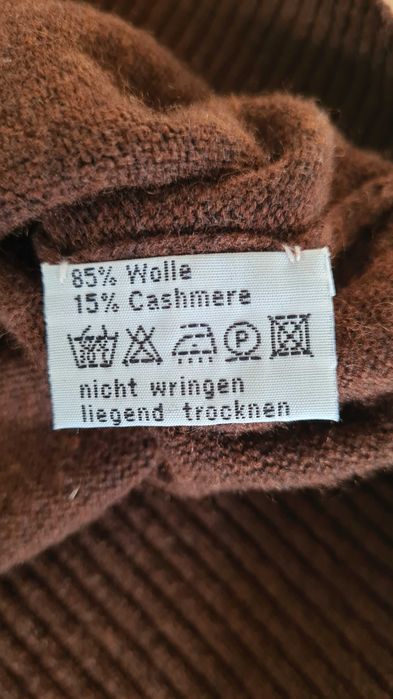 85% Wolle
15% Cashmere
P
nicht wringen
liegend trocknen